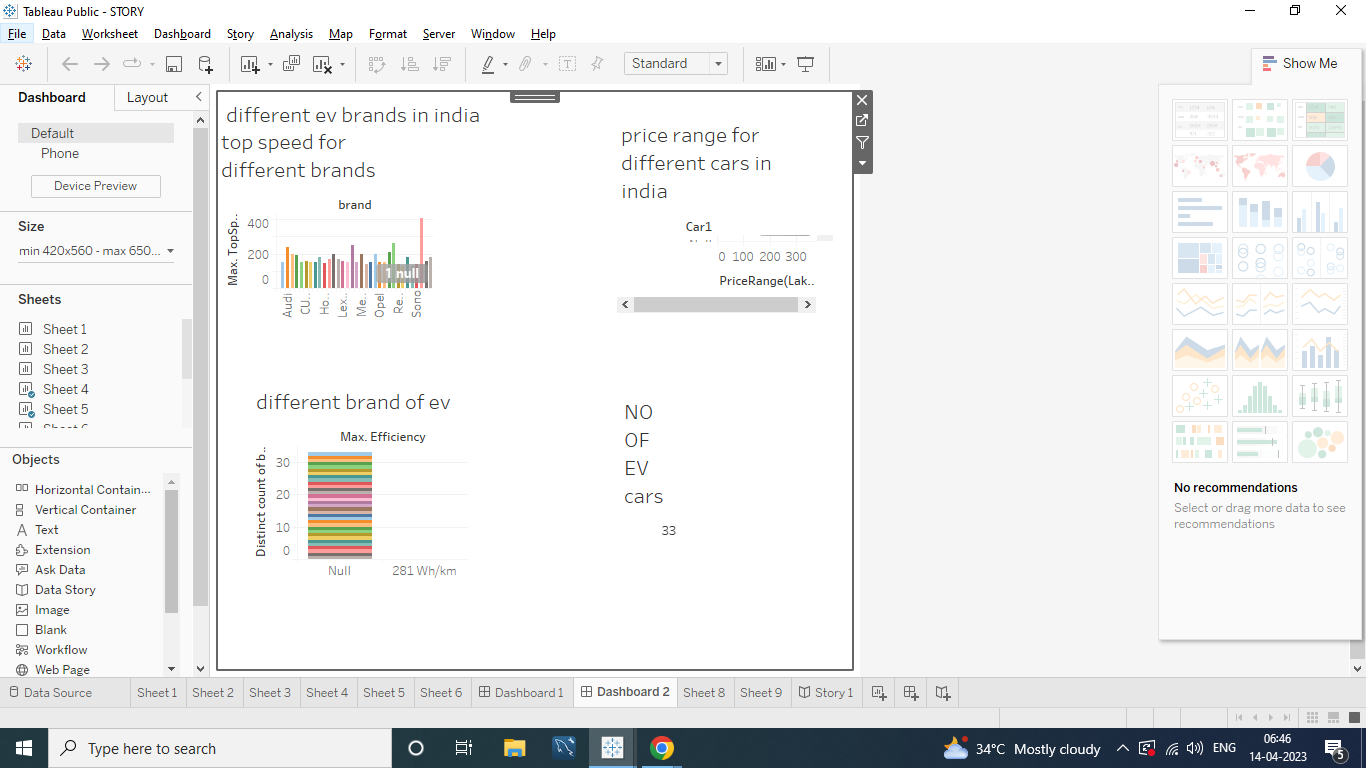 Tableau Public - STORY
File Data Worksheet Dashboard Story Analysis Map Format Server Window Help
Standard
Show Me
Dashboard Layout
Default
Phone
Device Preview
Size
min 420x560 - max 650...
Sheets
Sheet 1
Sheet 2
Sheet 3
Sheet 4
Sheet 5
Objects
Horizontal Contain...
Vertical Container
Text
Extension
Ask Data
Data Story
Image
Blank
Workflow
Web Page
different ev brands in india
top speed for
different brands
brand
Max. TopSp..
400
200
0
1 null
Audi
CU..
Ho..
Lex..
Me..
Opel
Re..
Sono
price range for
different cars in
india
Car1
Null
0 100 200 300
PriceRange(Lak..
different brand of ev
Max. Efficiency
Distinct count of b..
30
20
10
0
Null 281 Wh/km
NO
OF
EV
cars
33
No recommendations
Select or drag more data to see
recommendations
Data Source Sheet 1 Sheet 2 Sheet 3 Sheet 4 Sheet 5 Sheet 6 Dashboard 1 Dashboard 2 Sheet 8 Sheet 9 Story 1
Type here to search
34°C Mostly cloudy
ENG
06:46
14-04-2023
5